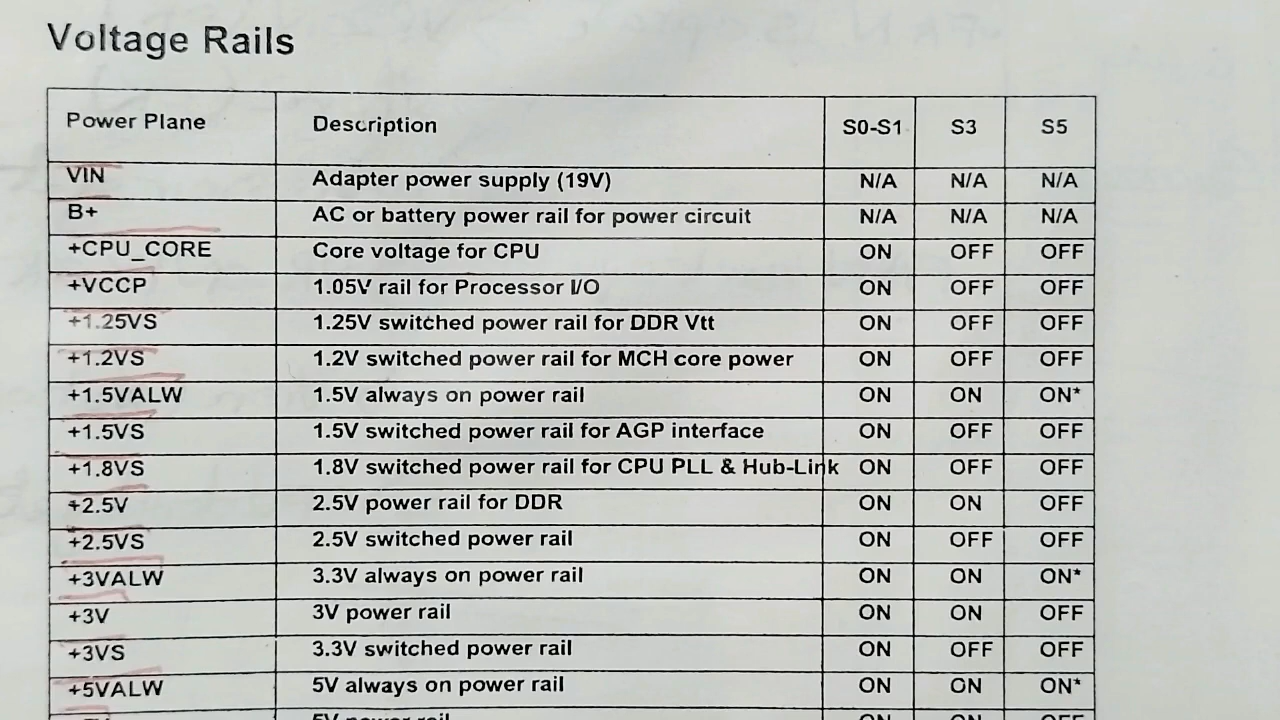 Voltage Rails
Power Plane Description S0-S1 S3 S5
VIN Adapter power supply (19V) N/A N/A N/A
B+ AC or battery power rail for power circuit N/A N/A N/A
+CPU_CORE Core voltage for CPU ON OFF OFF
+VCCP 1.05V rail for Processor I/O ON OFF OFF
+1.25VS 1.25V switched power rail for DDR Vtt ON OFF OFF
+1.2VS 1.2V switched power rail for MCH core power ON OFF OFF
+1.5VALW 1.5V always on power rail ON ON ON*
+1.5VS 1.5V switched power rail for AGP interface ON OFF OFF
+1.8VS 1.8V switched power rail for CPU PLL & Hub-Link ON OFF OFF
+2.5V 2.5V power rail for DDR ON ON OFF
+2.5VS 2.5V switched power rail ON OFF OFF
+3VALW 3.3V always on power rail ON ON ON*
+3V 3V power rail ON ON OFF
+3VS 3.3V switched power rail ON OFF OFF
+5VALW 5V always on power rail ON ON ON*
5V power rail ON ON OFF